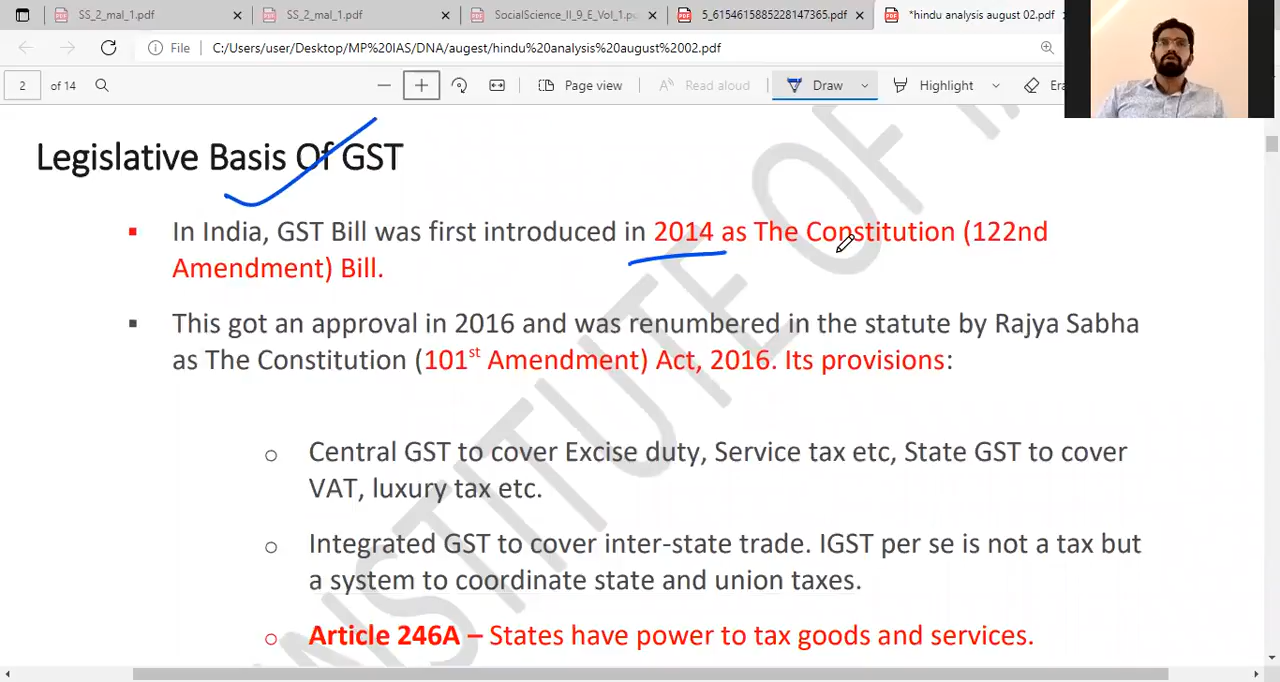 SS_2_mal_1.pdf
SS_2_mal_1.pdf
SocialScience_II_9_E_Vol_1.p
5_6154615885228147365.pdf
*hindu analysis august 02.pdf
File
C:/Users/user/Desktop/MP%20IAS/DNA/augest/hindu%20analysis%20august%2002.pdf
2 of 14
Page view
Read aloud
Draw
Highlight
Era
Legislative Basis Of GST
▪ In India, GST Bill was first introduced in 2014 as The Constitution (122nd
Amendment) Bill.
▪ This got an approval in 2016 and was renumbered in the statute by Rajya Sabha
as The Constitution (101st Amendment) Act, 2016. Its provisions:
○ Central GST to cover Excise duty, Service tax etc, State GST to cover
VAT, luxury tax etc.
○ Integrated GST to cover inter-state trade. IGST per se is not a tax but
a system to coordinate state and union taxes.
○ Article 246A – States have power to tax goods and services.
INSTITUTE OF I